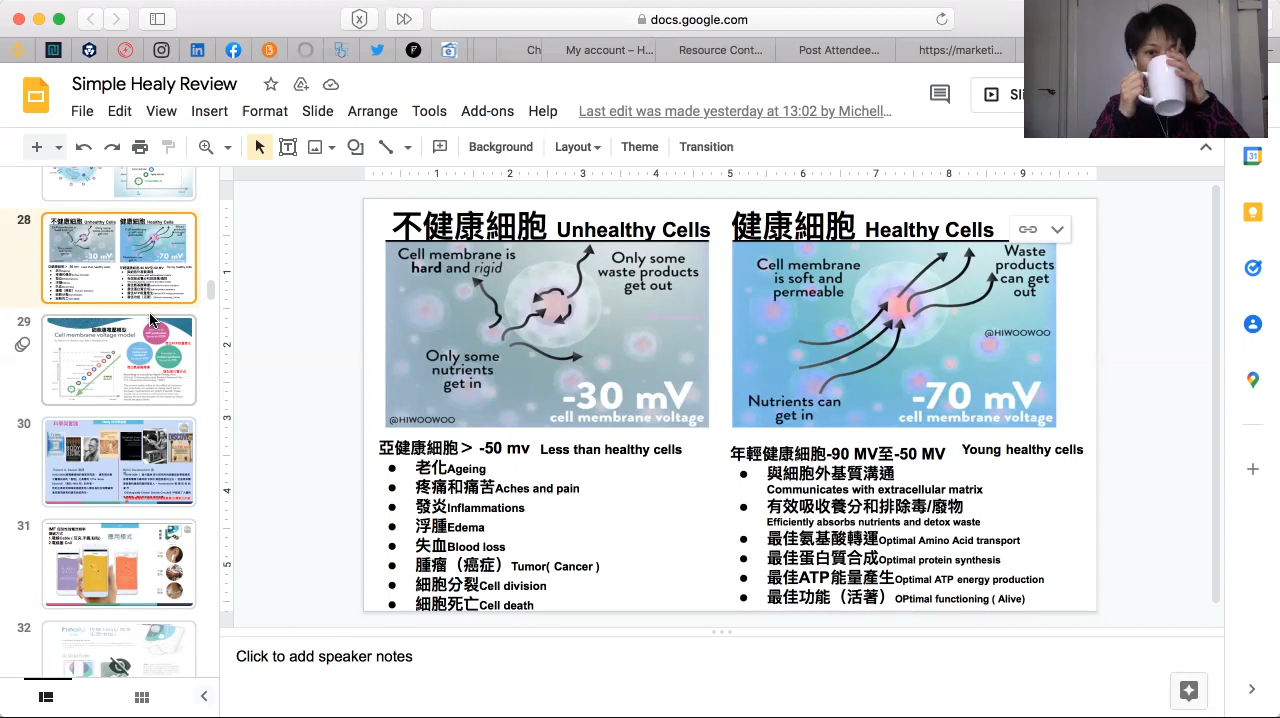 docs.google.com
Ch
My account – H...
Resource Cont...
Post Attendee...
https://marketi...
Simple Healy Review
File Edit View Insert Format Slide Arrange Tools Add-ons Help
Last edit was made yesterday at 13:02 by Michell...
Background
Layout
Theme
Transition
1 2 3 4 5 6 7 8 9
28
29
30
31
32
Cell membrane voltage model
應用模式
不健康細胞 Unhealthy Cells
Cell membrane is
hard and rigid
Only some
waste products
get out
Only some
nutrients
get in
-30 mV
cell membrane voltage
@HIWOOWOO
亞健康細胞＞ -50 mv Less than healthy cells
● 老化Ageing
● 疼痛和痛苦Aches and pain
● 發炎Inflammations
● 浮腫Edema
● 失血Blood loss
● 腫瘤（癌症）Tumor( Cancer )
● 細胞分裂Cell division
● 細胞死亡Cell death
健康細胞 Healthy Cells
Cell membrane
is soft and
permeable
Waste
products
can get
out
@HIWOOWOO
Nutrients can
get in
-70 mV
cell membrane voltage
年輕健康細胞-90 MV至-50 MV Young healthy cells
● 與細胞外基質溝通
Communicates with extracellular matrix
● 有效吸收養分和排除毒/廢物
Efficiently absorbs nutrients and detox waste
● 最佳氨基酸轉運Optimal Amino Acid transport
● 最佳蛋白質合成Optimal protein synthesis
● 最佳ATP能量產生Optimal ATP energy production
● 最佳功能（活著）OPtimal functioning ( Alive)
Click to add speaker notes